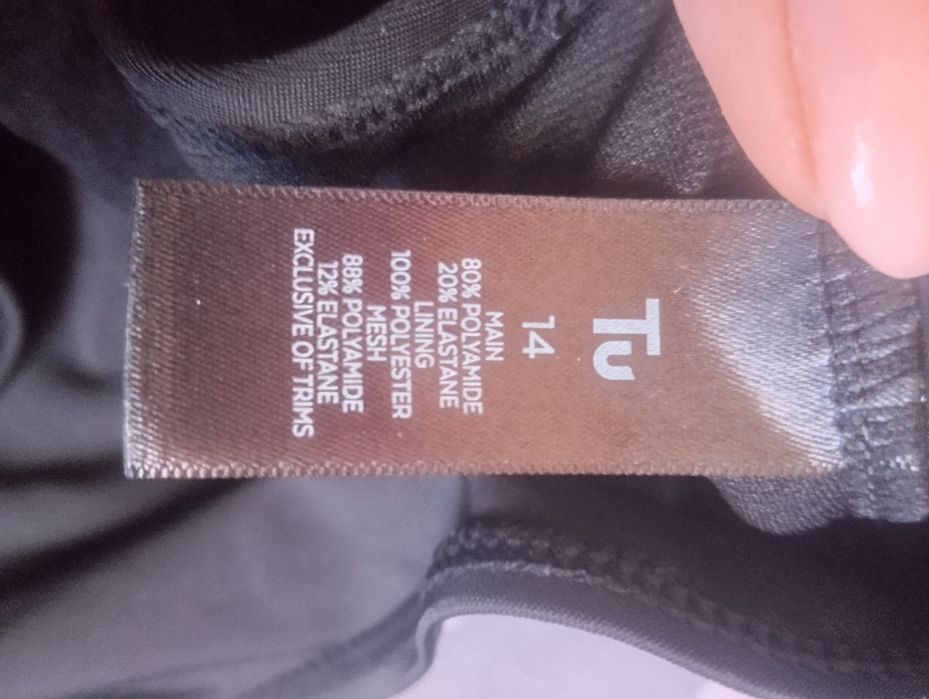 Tu
14
MAIN
80% POLYAMIDE
20% ELASTANE
LINING
100% POLYESTER
MESH
88% POLYAMIDE
12% ELASTANE
EXCLUSIVE OF TRIMS